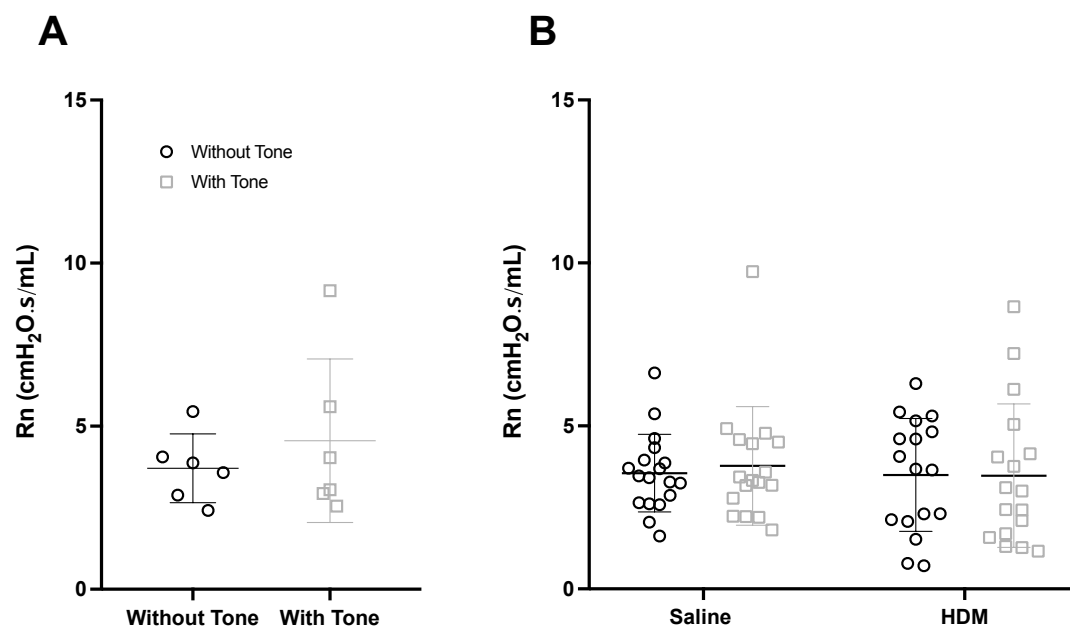 A
B
15
10
5
0
Rn (cmH₂O.s/mL)
Without Tone
With Tone
Without Tone
With Tone
15
10
5
0
Rn (cmH₂O.s/mL)
Saline
HDM